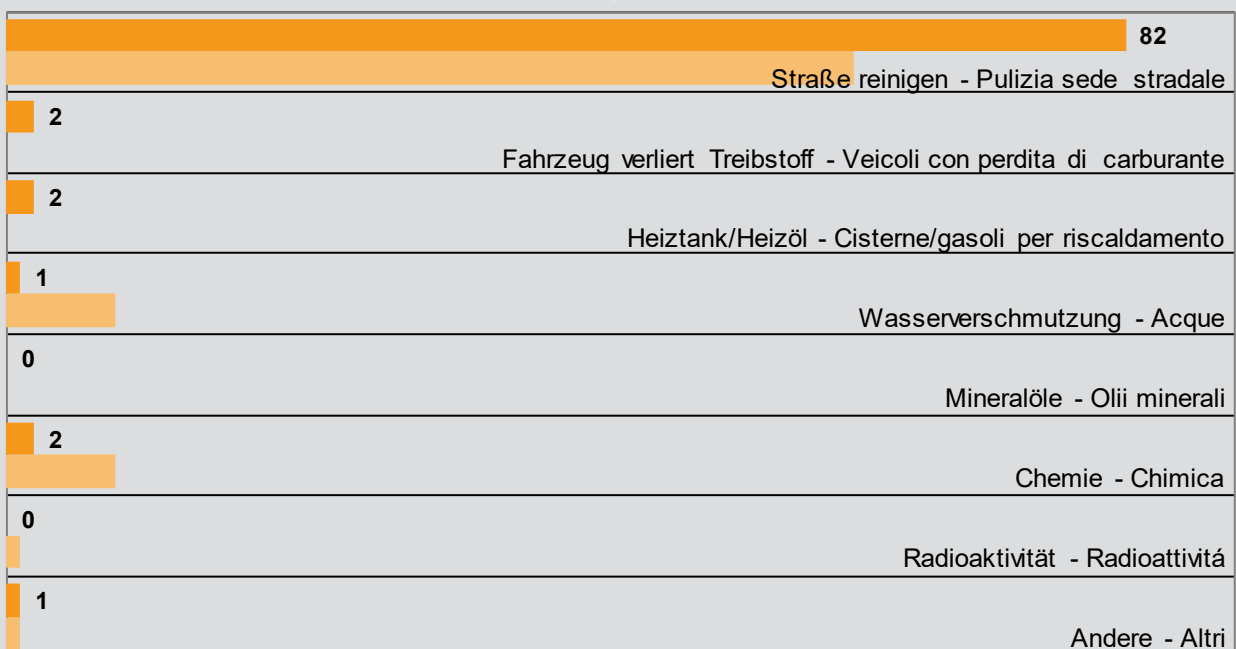 82
Straße reinigen - Pulizia sede stradale
2
Fahrzeug verliert Treibstoff - Veicoli con perdita di carburante
2
Heiztank/Heizöl - Cisterne/gasoli per riscaldamento
1
Wasserverschmutzung - Acque
0
Mineralöle - Olii minerali
2
Chemie - Chimica
0
Radioaktivität - Radioattivitá
1
Andere - Altri